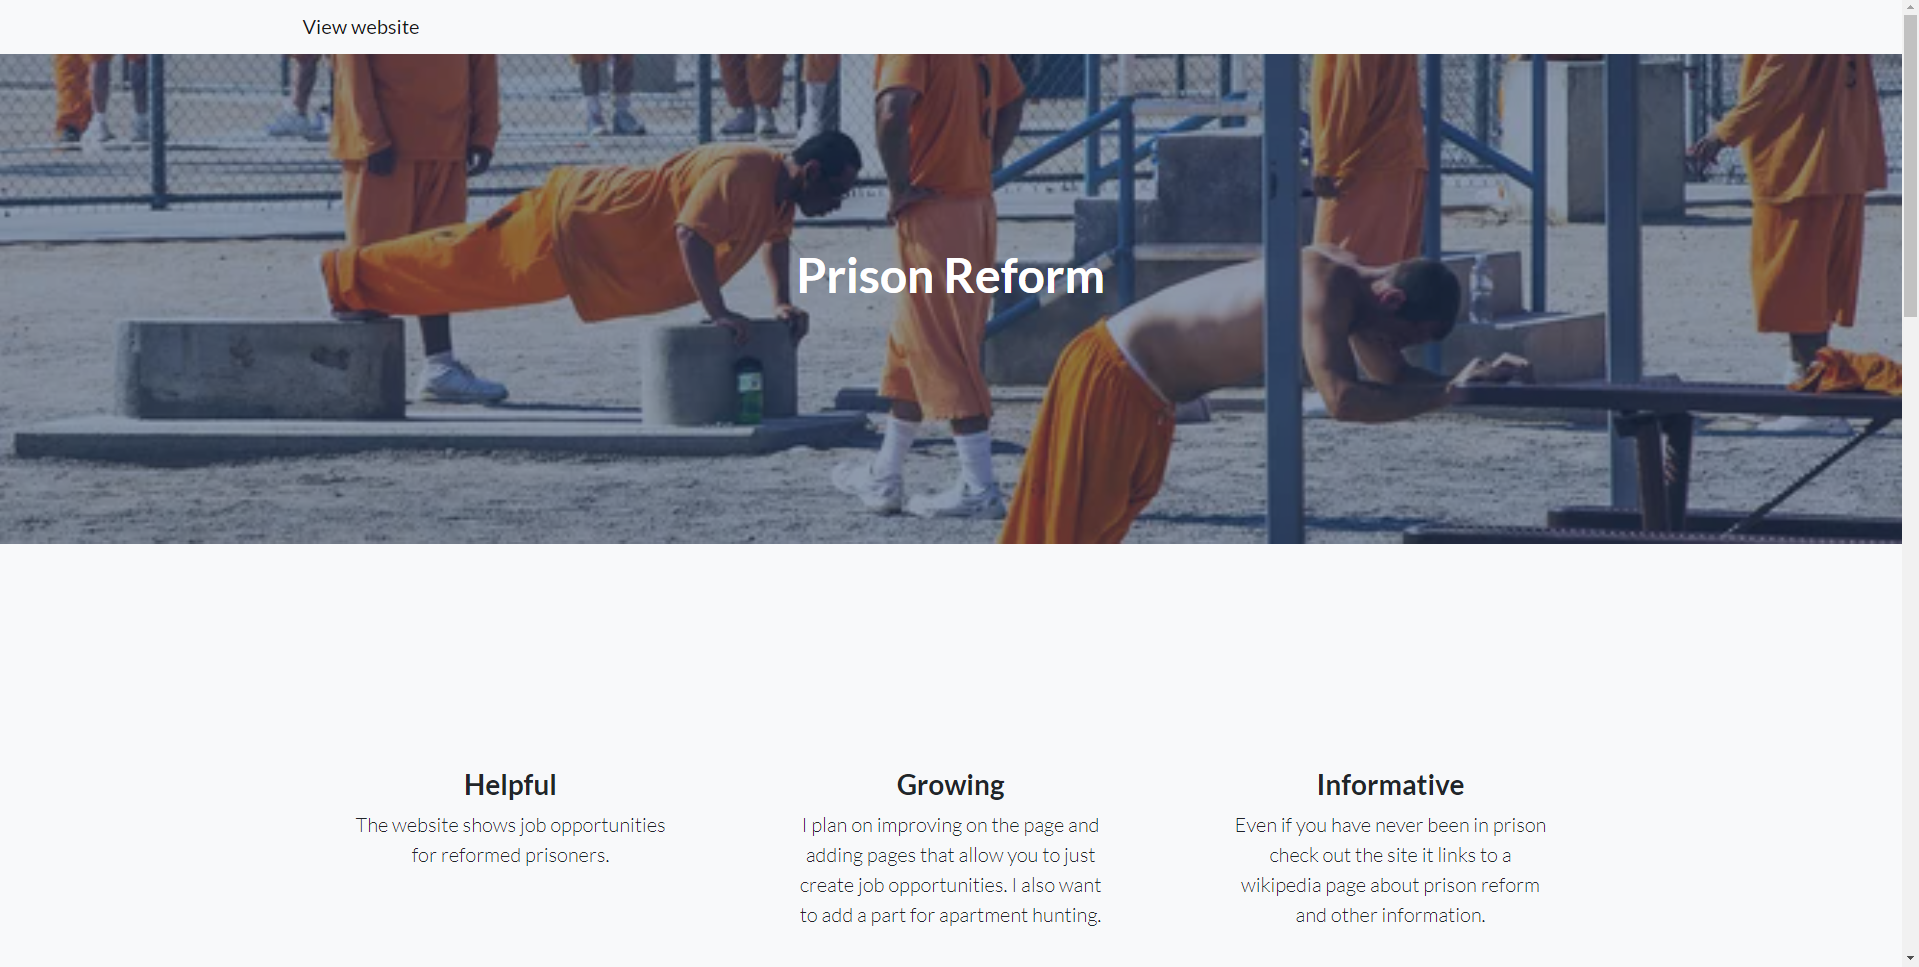 View website
Prison Reform
Helpful
The website shows job opportunities
for reformed prisoners.
Growing
I plan on improving on the page and
adding pages that allow you to just
create job opportunities. I also want
to add a part for apartment hunting.
Informative
Even if you have never been in prison
check out the site it links to a
wikipedia page about prison reform
and other information.